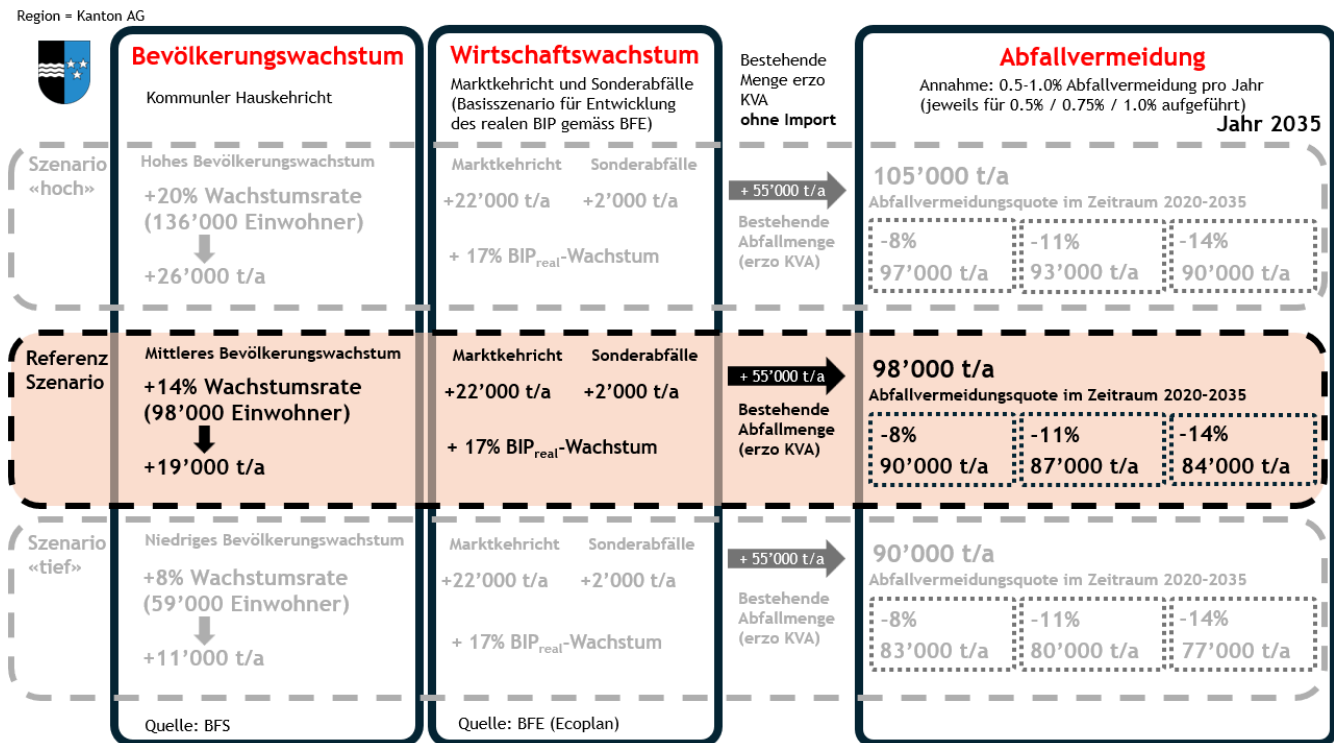 Region = Kanton AG
Bevölkerungswachstum
Kommunler Hauskehricht
Wirtschaftswachstum
Marktkehricht und Sonderabfälle
(Basisszenario für Entwicklung
des realen BIP gemäss BFE)
Bestehende
Menge erzo
KVA
ohne Import
Abfallvermeidung
Annahme: 0.5-1.0% Abfallvermeidung pro Jahr
(jeweils für 0.5% / 0.75% / 1.0% aufgeführt)
Jahr 2035
Szenario
«hoch»
Hohes Bevölkerungswachstum
+20% Wachstumsrate
(136’000 Einwohner)
+26’000 t/a
Marktkehricht Sonderabfälle
+22’000 t/a +2’000 t/a
+ 17% BIPreal-Wachstum
+ 55’000 t/a
Bestehende
Abfallmenge
(erzo KVA)
105’000 t/a
Abfallvermeidungsquote im Zeitraum 2020-2035
-8% -11% -14%
97’000 t/a 93’000 t/a 90’000 t/a
Referenz
Szenario
Mittleres Bevölkerungswachstum
+14% Wachstumsrate
(98’000 Einwohner)
+19’000 t/a
Marktkehricht Sonderabfälle
+22’000 t/a +2’000 t/a
+ 17% BIPreal-Wachstum
+ 55’000 t/a
Bestehende
Abfallmenge
(erzo KVA)
98’000 t/a
Abfallvermeidungsquote im Zeitraum 2020-2035
-8% -11% -14%
90’000 t/a 87’000 t/a 84’000 t/a
Szenario
«tief»
Niedriges Bevölkerungswachstum
+8% Wachstumsrate
(59’000 Einwohner)
+11’000 t/a
Marktkehricht Sonderabfälle
+22’000 t/a +2’000 t/a
+ 17% BIPreal-Wachstum
+ 55’000 t/a
Bestehende
Abfallmenge
(erzo KVA)
90’000 t/a
Abfallvermeidungsquote im Zeitraum 2020-2035
-8% -11% -14%
83’000 t/a 80’000 t/a 77’000 t/a
Quelle: BFS
Quelle: BFE (Ecoplan)